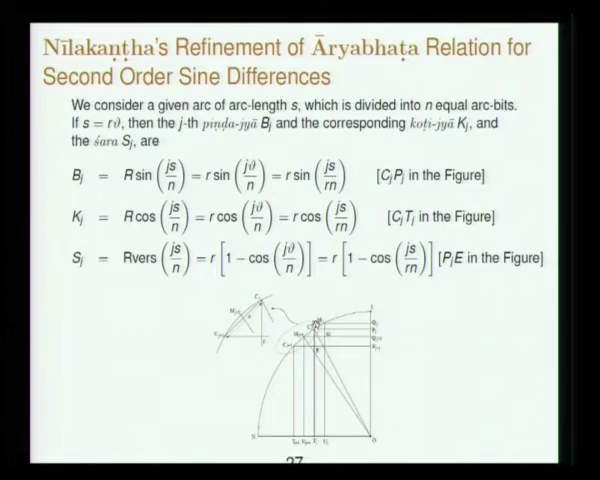 Nīlakaṇṭha's Refinement of Āryabhaṭa Relation for
Second Order Sine Differences
We consider a given arc of arc-length s, which is divided into n equal arc-bits.
If s = rϑ, then the j-th piṇḍa-jyā Bj and the corresponding koṭi-jyā Kj, and
the śara Sj, are
Bj = R sin (js/n) = r sin (jϑ/n) = r sin (js/rn) [CjPj in the Figure]
Kj = R cos (js/n) = r cos (jϑ/n) = r cos (js/rn) [CjTj in the Figure]
Sj = Rvers (js/n) = r [1 − cos (jϑ/n)] = r [1 − cos (js/rn)] [PjE in the Figure]